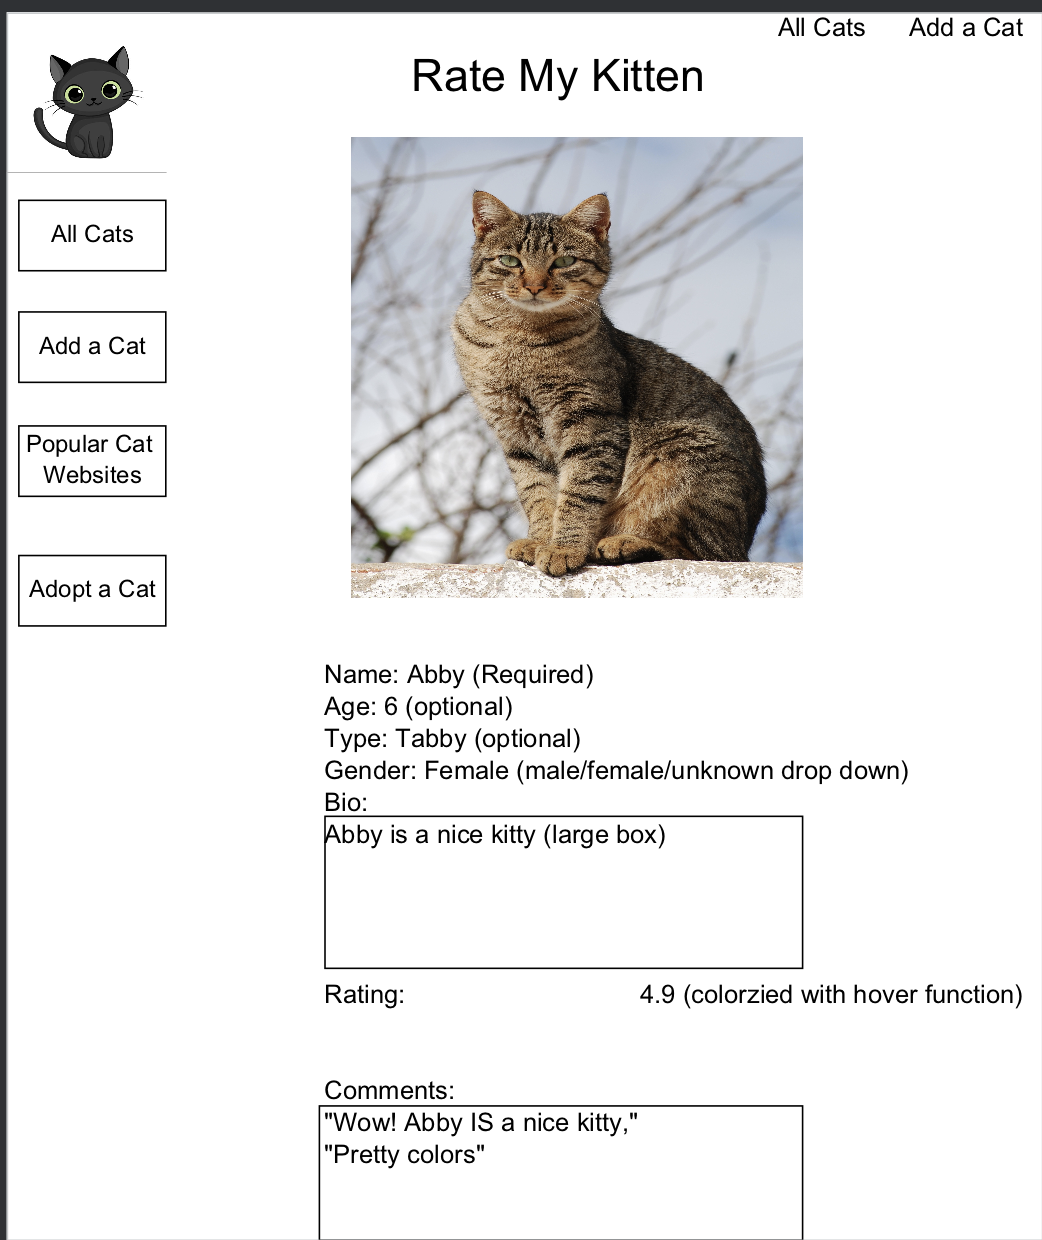 All Cats Add a Cat
Rate My Kitten
All Cats
Add a Cat
Popular Cat
Websites
Adopt a Cat
Name: Abby (Required)
Age: 6 (optional)
Type: Tabby (optional)
Gender: Female (male/female/unknown drop down)
Bio:
Abby is a nice kitty (large box)
Rating: 4.9 (colorzied with hover function)
Comments:
"Wow! Abby IS a nice kitty,"
"Pretty colors"